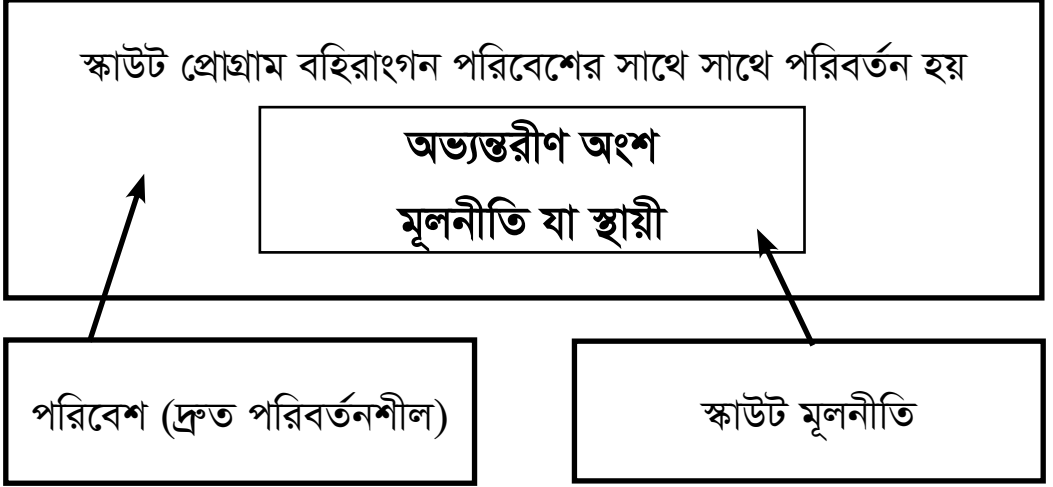 স্কাউট প্রোগ্রাম বহিরাংগন পরিবেশের সাথে সাথে পরিবর্তন হয়
অভ্যন্তরীণ অংশ
মূলনীতি যা স্থায়ী
পরিবেশ (দ্রুত পরিবর্তনশীল)
স্কাউট মূলনীতি